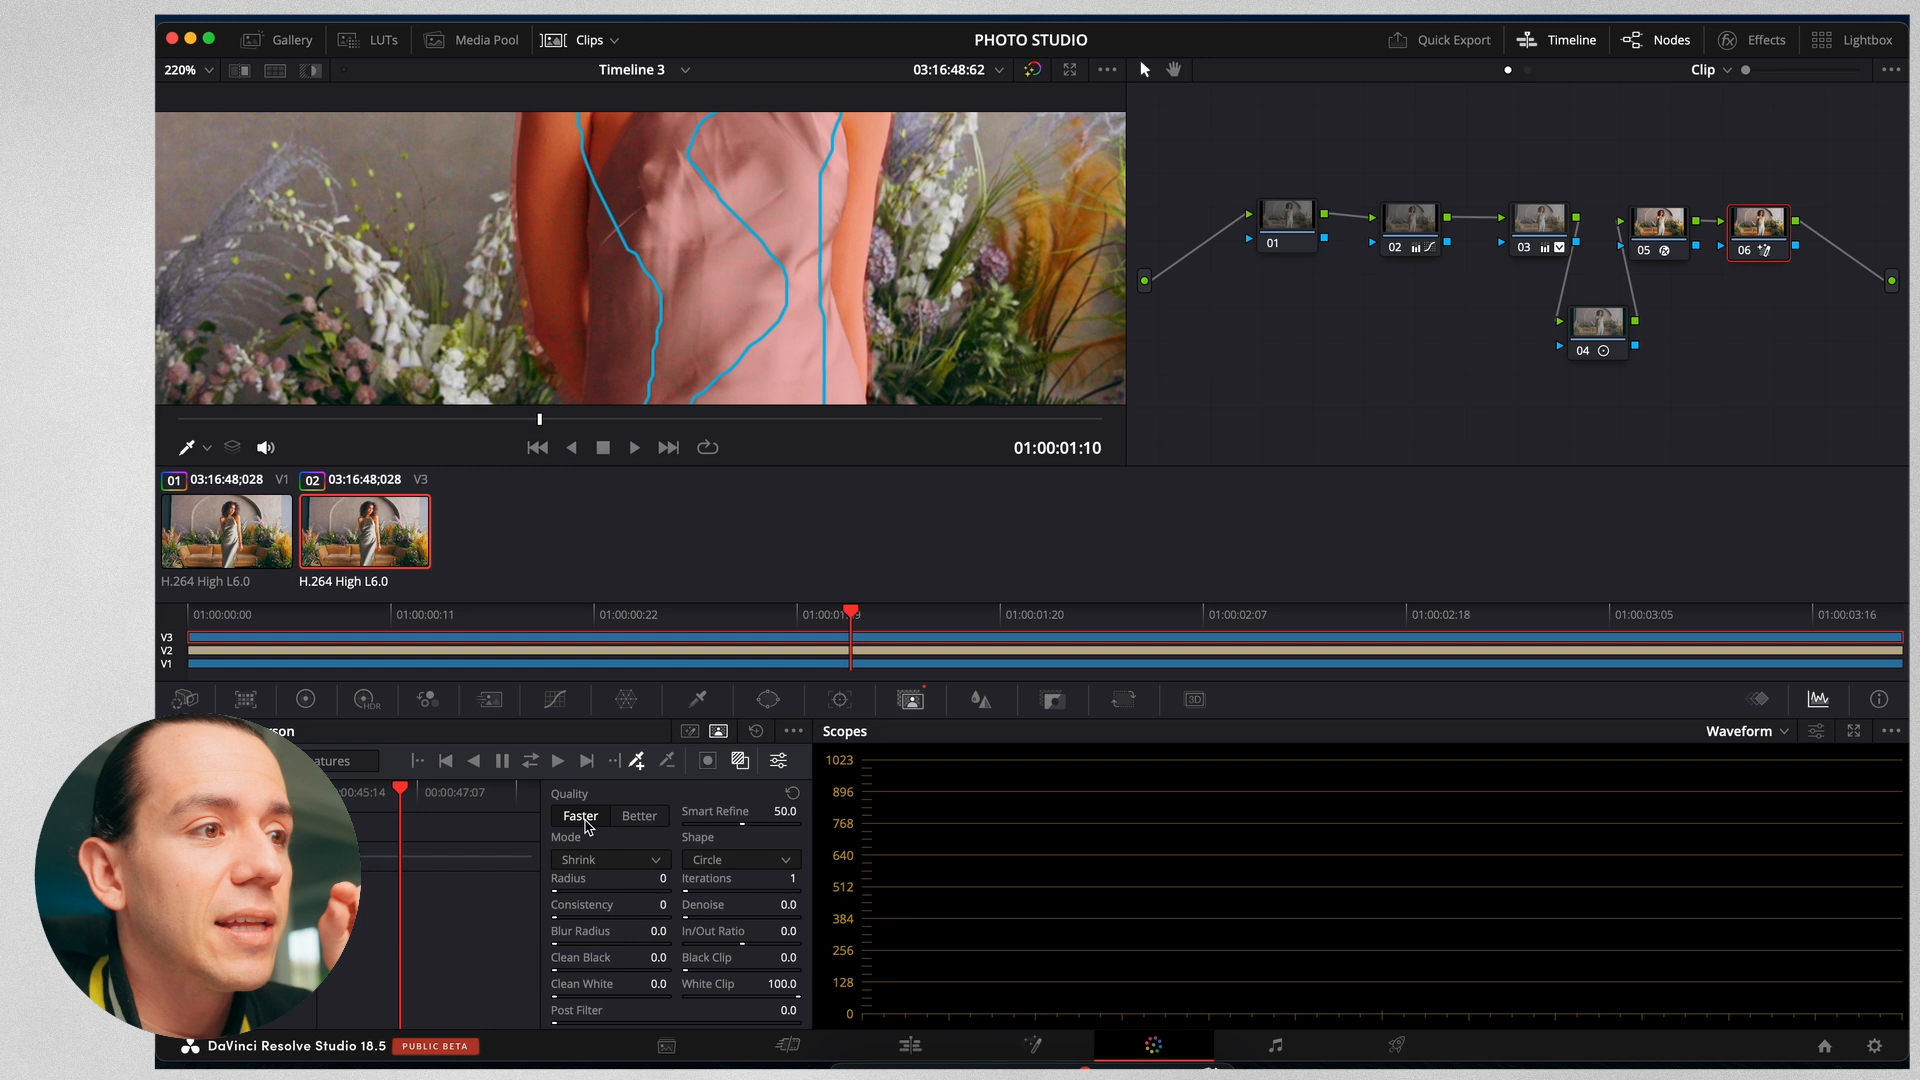 Gallery LUTs Media Pool Clips PHOTO STUDIO Quick Export Timeline Nodes Effects Lightbox
220% Timeline 3 03:16:48:62 Clip
01 02 03 05 06
04
01:00:01:10
01 03:16:48;028 V1 02 03:16:48;028 V3
H.264 High L6.0 H.264 High L6.0
01:00:00:00 01:00:00:11 01:00:00:22 01:00:01:20 01:00:02:07 01:00:02:18 01:00:03:05 01:00:03:16
V3
V2
V1
HDR 3D
rson Scopes Waveform
atures
:00:45:14 00:00:47:07
Quality
Faster Better Smart Refine 50.0
Mode Shape
Shrink Circle
Radius 0 Iterations 1
Consistency 0 Denoise 0.0
Blur Radius 0.0 In/Out Ratio 0.0
Clean Black 0.0 Black Clip 0.0
Clean White 0.0 White Clip 100.0
Post Filter 0.0
1023
896
768
640
512
384
256
128
0
DaVinci Resolve Studio 18.5 PUBLIC BETA